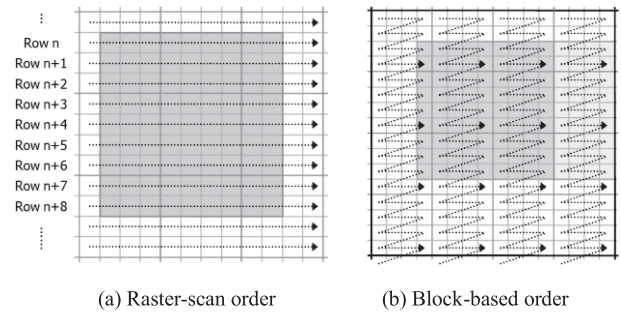 ⋮
Row n
Row n+1
Row n+2
Row n+3
Row n+4
Row n+5
Row n+6
Row n+7
Row n+8
⋮
(a) Raster-scan order
(b) Block-based order